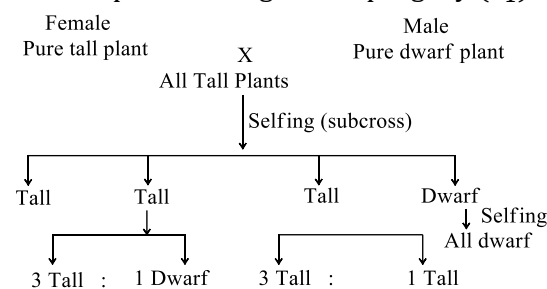 Female
Pure tall plant
Male
Pure dwarf plant
X
All Tall Plants
Selfing (subcross)
Tall Tall Tall Dwarf
Selfing
All dwarf
3 Tall : 1 Dwarf 3 Tall : 1 Tall